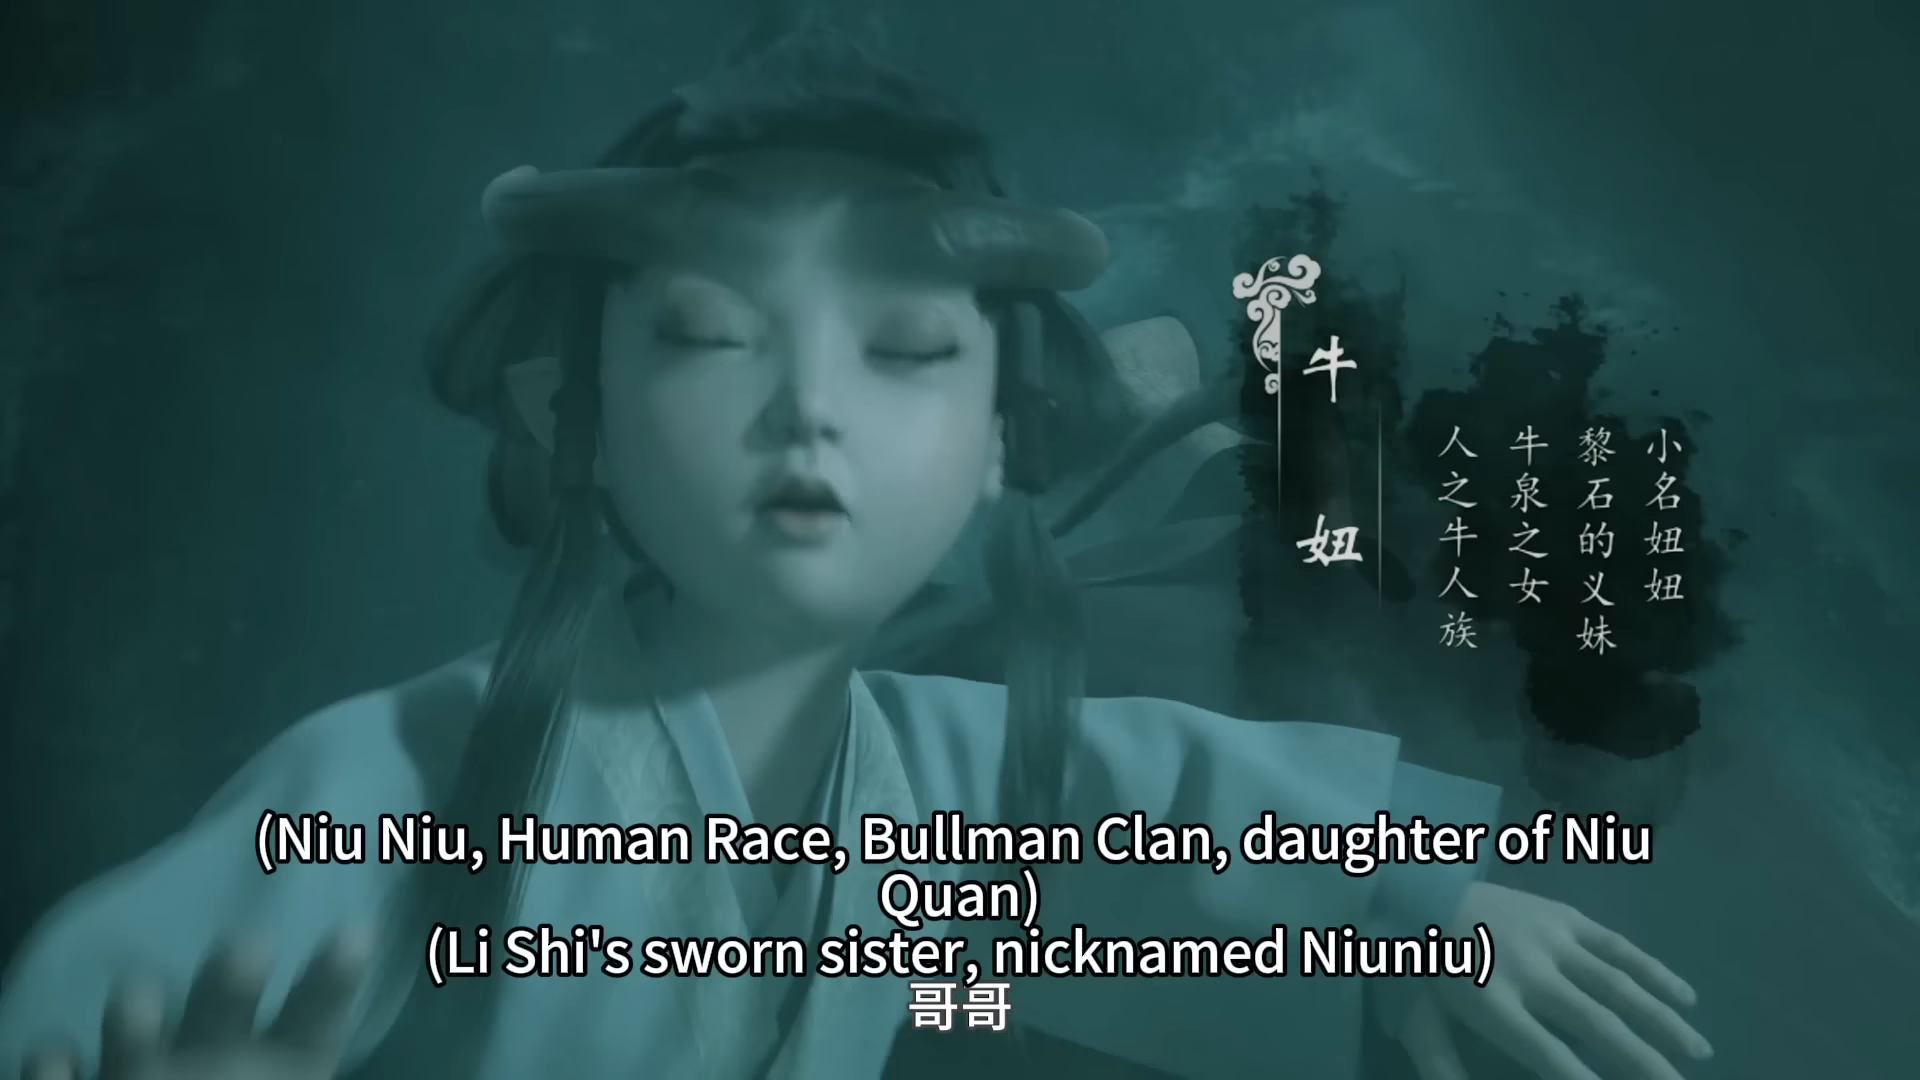 牛妞
人之牛人族
牛泉之女
黎石的义妹
小名妞妞
(Niu Niu, Human Race, Bullman Clan, daughter of Niu
Quan)
(Li Shi's sworn sister, nicknamed Niuniu)
哥哥